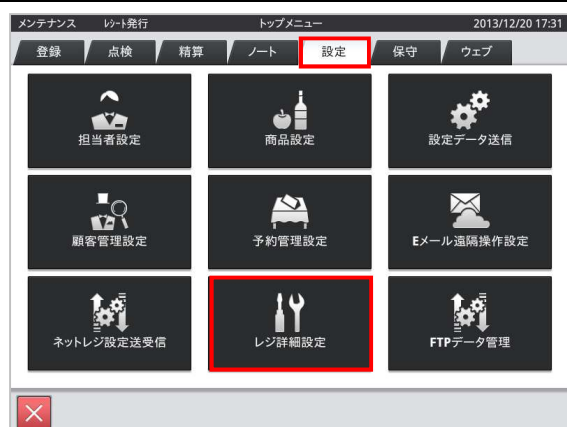 メンテナンス ﾚｼｰﾄ発行 トップメニュー 2013/12/20 17:31
登録 点検 精算 ノート 設定 保守 ウェブ
担当者設定 商品設定 設定データ送信
顧客管理設定 予約管理設定 Eメール遠隔操作設定
ネットレジ設定送受信 レジ詳細設定 FTPデータ管理